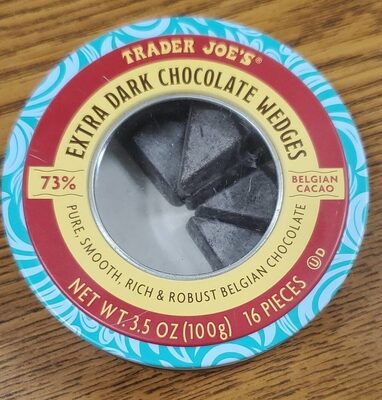 TRADER JOE'S®
EXTRA DARK CHOCOLATE WEDGES
73%
BELGIAN
CACAO
PURE, SMOOTH, RICH & ROBUST BELGIAN CHOCOLATE
NET WT. 3.5 OZ (100g) 16 PIECES
U D